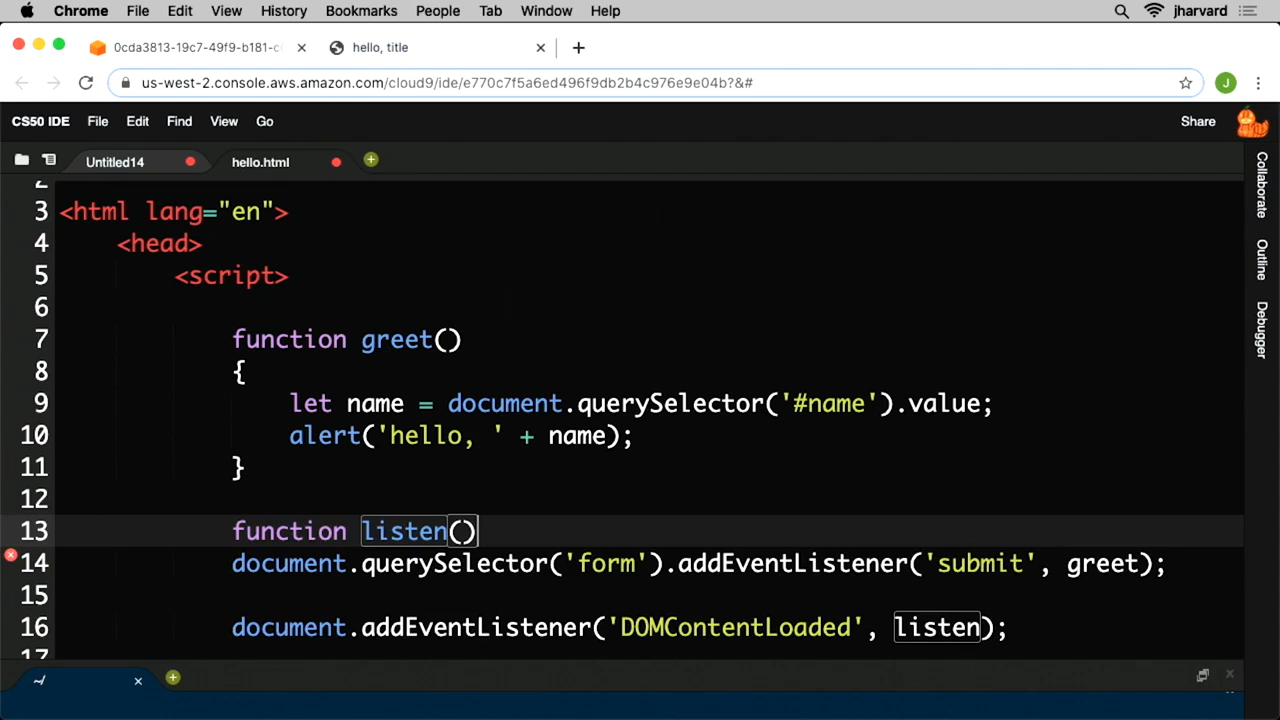 Chrome File Edit View History Bookmarks People Tab Window Help jharvard
0cda3813-19c7-49f9-b181-c hello, title
us-west-2.console.aws.amazon.com/cloud9/ide/e770c7f5a6ed496f9db2b4c976e9e04b?&#
J
CS50 IDE File Edit Find View Go Share
Untitled14 hello.html
Collaborate
Outline
Debugger
2
3 <html lang="en">
4 <head>
5 <script>
6
7 function greet()
8 {
9 let name = document.querySelector('#name').value;
10 alert('hello, ' + name);
11 }
12
13 function listen()
14 document.querySelector('form').addEventListener('submit', greet);
15
16 document.addEventListener('DOMContentLoaded', listen);
17
~/